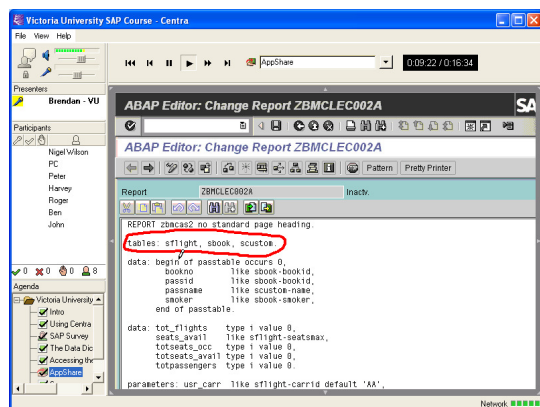 Victoria University SAP Course - Centra
File View Help
AppShare
0:09:22 / 0:16:34
Presenters
Brendan - VU
Participants
Nigel Wilson
PC
Peter
Harvey
Roger
Ben
John
0 0 0 8
Agenda
Victoria University
Intro
Using Centra
SAP Survey
The Data Dic
Accessing the
AppShare
ABAP Editor: Change Report ZBMCLEC002A
SA
ABAP Editor: Change Report ZBMCLEC002A
Pattern Pretty Printer
Report ZBMCLEC002A Inactv.
REPORT zbmcas2 no standard page heading.
tables: sflight, sbook, scustom.
data: begin of passtable occurs 0,
bookno like sbook-bookid,
passid like sbook-bookid,
passname like scustom-name,
smoker like sbook-smoker,
end of passtable.
data: tot_flights type i value 0,
seats_avail like sflight-seatsmax,
totseats_occ type i value 0,
totseats_avail type i value 0,
totpassengers type i value 0.
parameters: usr_carr like sflight-carrid default 'AA',
Network